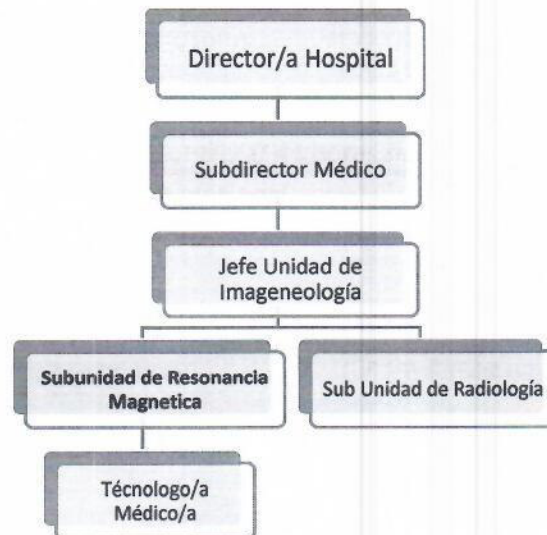 Director/a Hospital
Subdirector Médico
Jefe Unidad de
Imageneología
Subunidad de Resonancia
Magnetica
Sub Unidad de Radiología
Técnologo/a
Médico/a